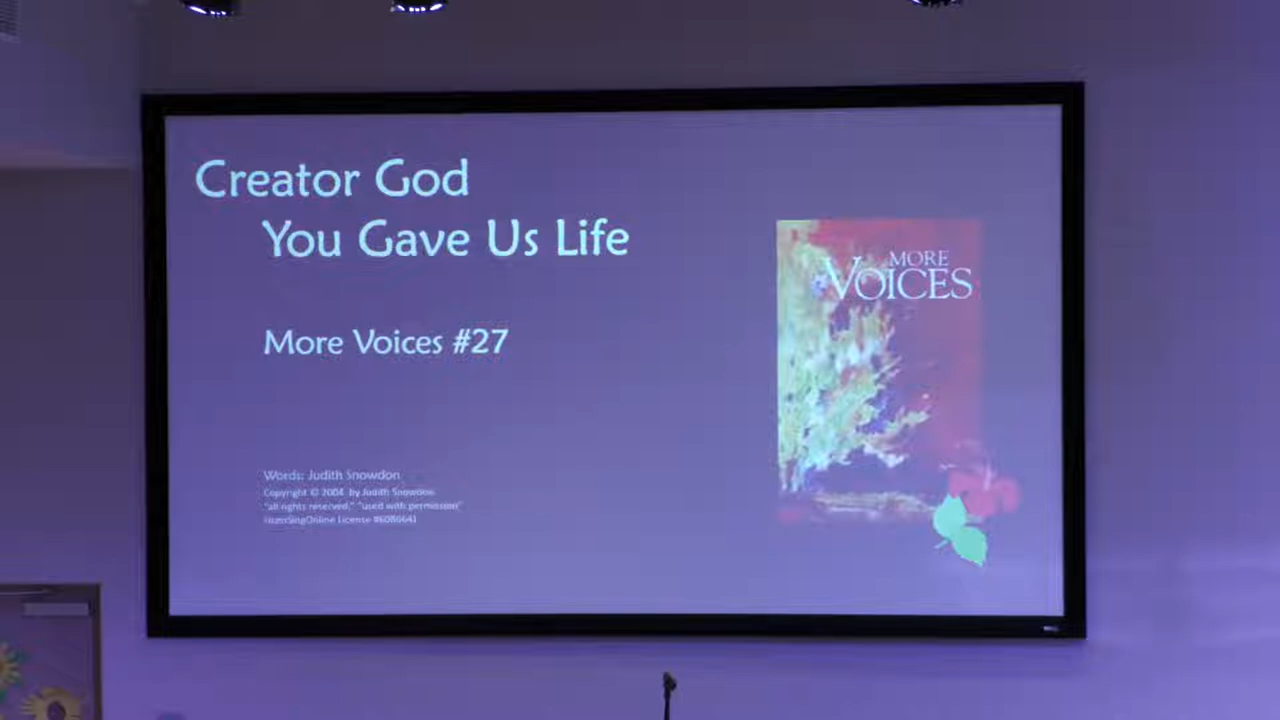 Creator God
You Gave Us Life
More Voices #27
MORE
VOICES
Words: Judith Snowdon
Copyright © 2004 by Judith Snowdon
"all rights reserved," "used with permission"
License